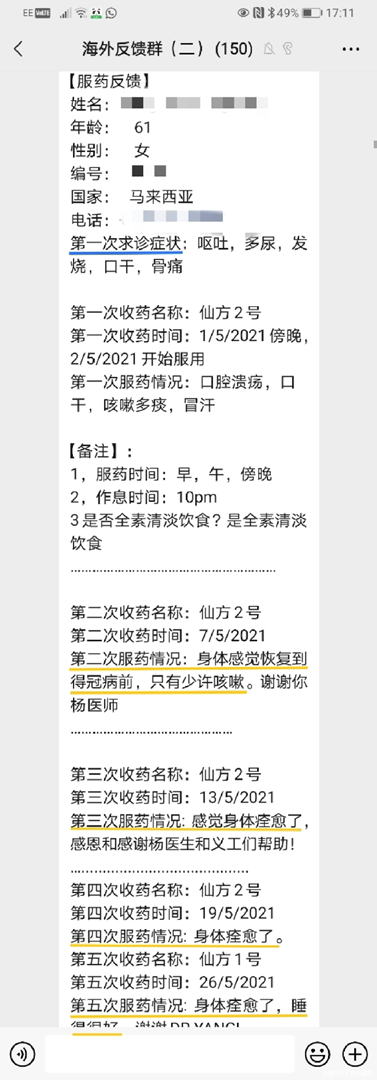 EE VoLTE 49% 17:11
海外反馈群（二）(150)
【服药反馈】
姓名：
年龄： 61
性别： 女
编号：
国家： 马来西亚
电话：
第一次求诊症状：呕吐，多尿，发
烧，口干，骨痛
第一次收药名称：仙方2号
第一次收药时间：1/5/2021傍晚，
2/5/2021开始服用
第一次服药情况：口腔溃疡，口
干，咳嗽多痰，冒汗
【备注】：
1，服药时间：早，午，傍晚
2，作息时间：10pm
3是否全素清淡饮食？是全素清淡
饮食
………………………………………………
第二次收药名称：仙方2号
第二次收药时间：7/5/2021
第二次服药情况：身体感觉恢复到
得冠病前，只有少许咳嗽。谢谢你
杨医师
……………………………………
第三次收药名称：仙方2号
第三次收药时间：13/5/2021
第三次服药情况: 感觉身体痊愈了，
感恩和感谢杨医生和义工们帮助！
……………………………………
第四次收药名称：仙方2号
第四次收药时间：19/5/2021
第四次服药情况: 身体痊愈了。
第五次收药名称：仙方1号
第五次收药时间：26/5/2021
第五次服药情况: 身体痊愈了，睡
得很好，谢谢DR YANG!